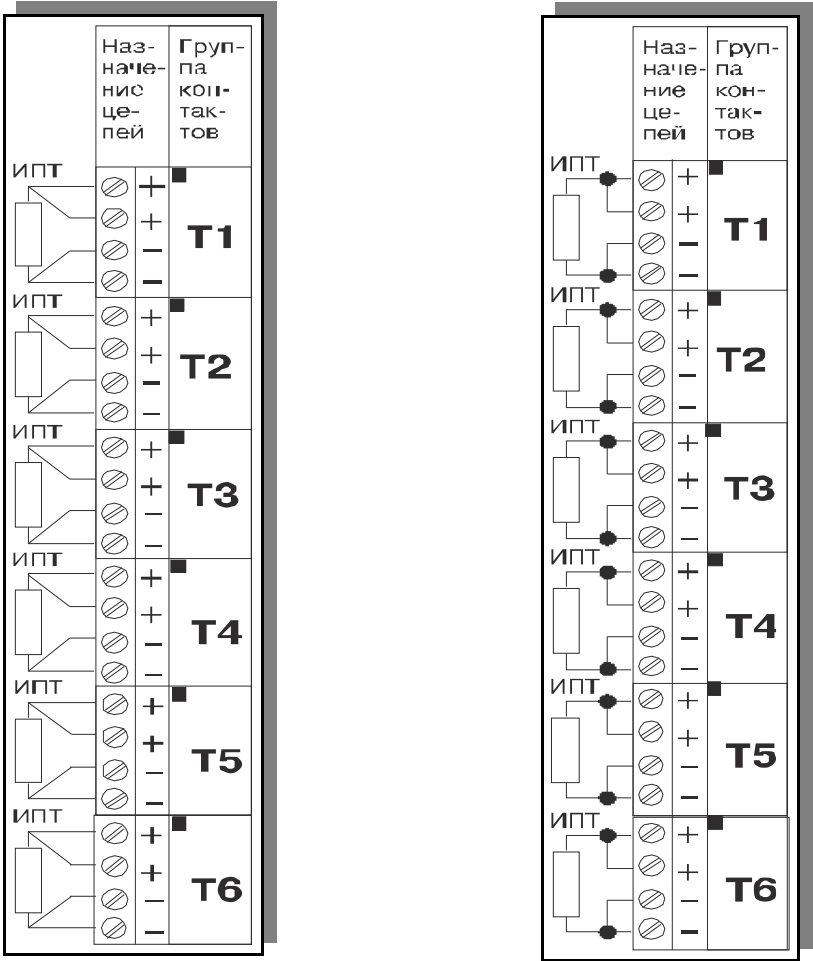 Наз-
наче-
ние
це-
пей
Груп-
па
кон-
так-
тов
ИПТ
+
+
−
−
Т1
ИПТ
+
+
−
−
Т2
ИПТ
+
+
−
−
Т3
ИПТ
+
+
−
−
Т4
ИПТ
+
+
−
−
Т5
ИПТ
+
+
−
−
Т6
Наз-
наче-
ние
це-
пей
Груп-
па
кон-
так-
тов
ИПТ
+
+
−
−
Т1
ИПТ
+
+
−
−
Т2
ИПТ
+
+
−
−
Т3
ИПТ
+
+
−
−
Т4
ИПТ
+
+
−
−
Т5
ИПТ
+
+
−
−
Т6